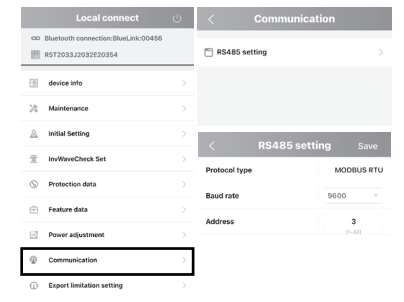 Local connect
Bluetooth connection:BlueLink:00456
R5T2033J2032E20354
device info
Maintenance
Initial Setting
InvWaveCheck Set
Protection data
Feature data
Power adjustment
Communication
Export limitation setting
Communication
RS485 setting
RS485 setting Save
Protocol type MODBUS RTU
Baud rate 9600
Address 3